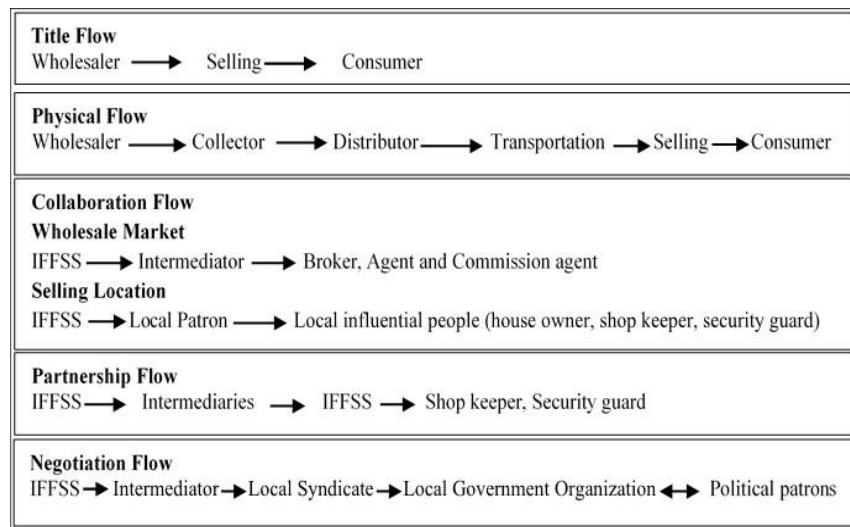 Title Flow
Wholesaler → Selling → Consumer
Physical Flow
Wholesaler → Collector → Distributor → Transportation → Selling → Consumer
Collaboration Flow
Wholesale Market
IFFSS → Intermediator → Broker, Agent and Commission agent
Selling Location
IFFSS → Local Patron → Local influential people (house owner, shop keeper, security guard)
Partnership Flow
IFFSS → Intermediaries → IFFSS → Shop keeper, Security guard
Negotiation Flow
IFFSS → Intermediator → Local Syndicate → Local Government Organization ↔ Political patrons